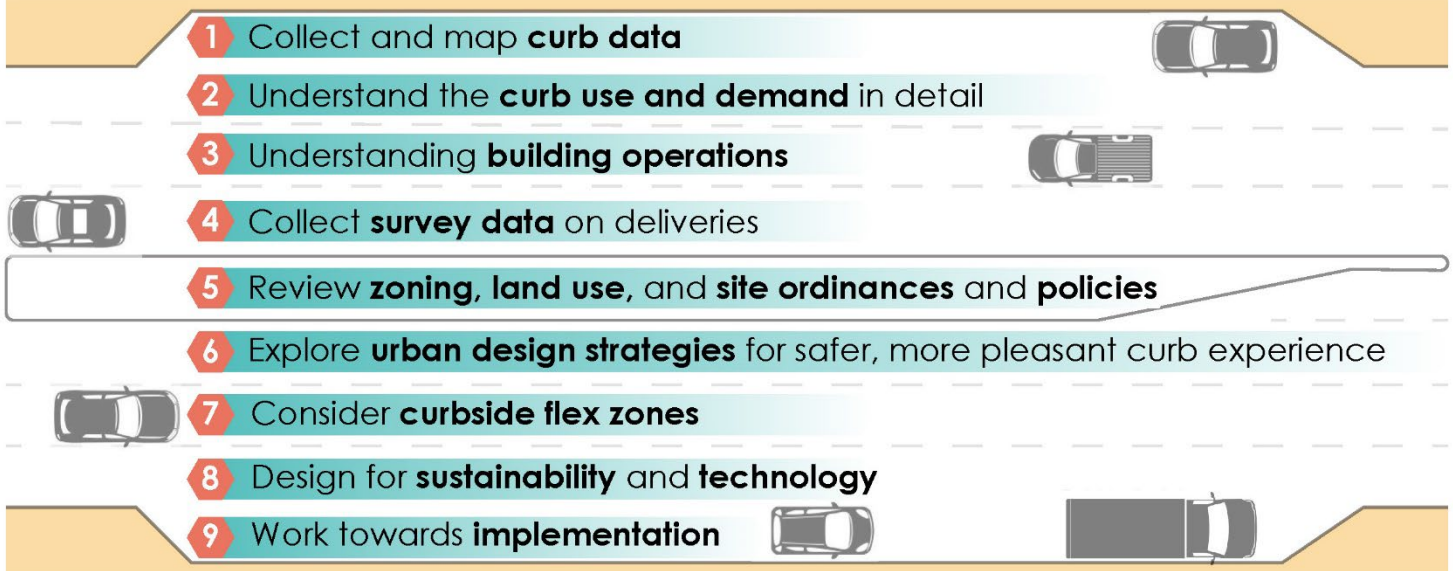 1 Collect and map curb data
2 Understand the curb use and demand in detail
3 Understanding building operations
4 Collect survey data on deliveries
5 Review zoning, land use, and site ordinances and policies
6 Explore urban design strategies for safer, more pleasant curb experience
7 Consider curbside flex zones
8 Design for sustainability and technology
9 Work towards implementation